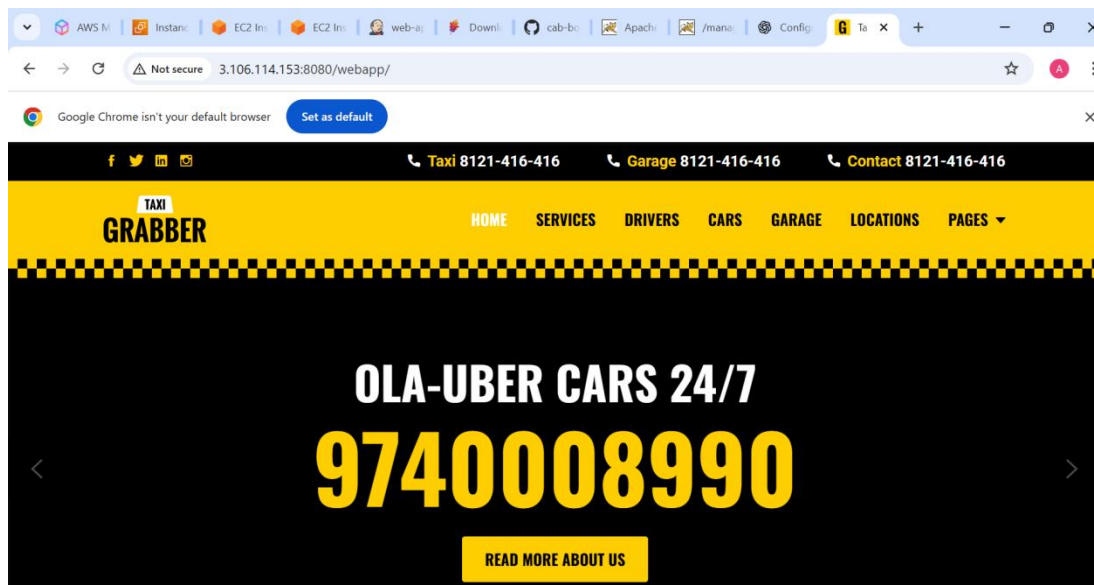 AWS M Instanc EC2 Ins EC2 Ins web-ap Downl cab-bo Apach /mana Config Ta
Not secure 3.106.114.153:8080/webapp/ A
Google Chrome isn't your default browser Set as default
f in Taxi 8121-416-416 Garage 8121-416-416 Contact 8121-416-416
TAXI
GRABBER
HOME SERVICES DRIVERS CARS GARAGE LOCATIONS PAGES
OLA-UBER CARS 24/7
9740008990
READ MORE ABOUT US